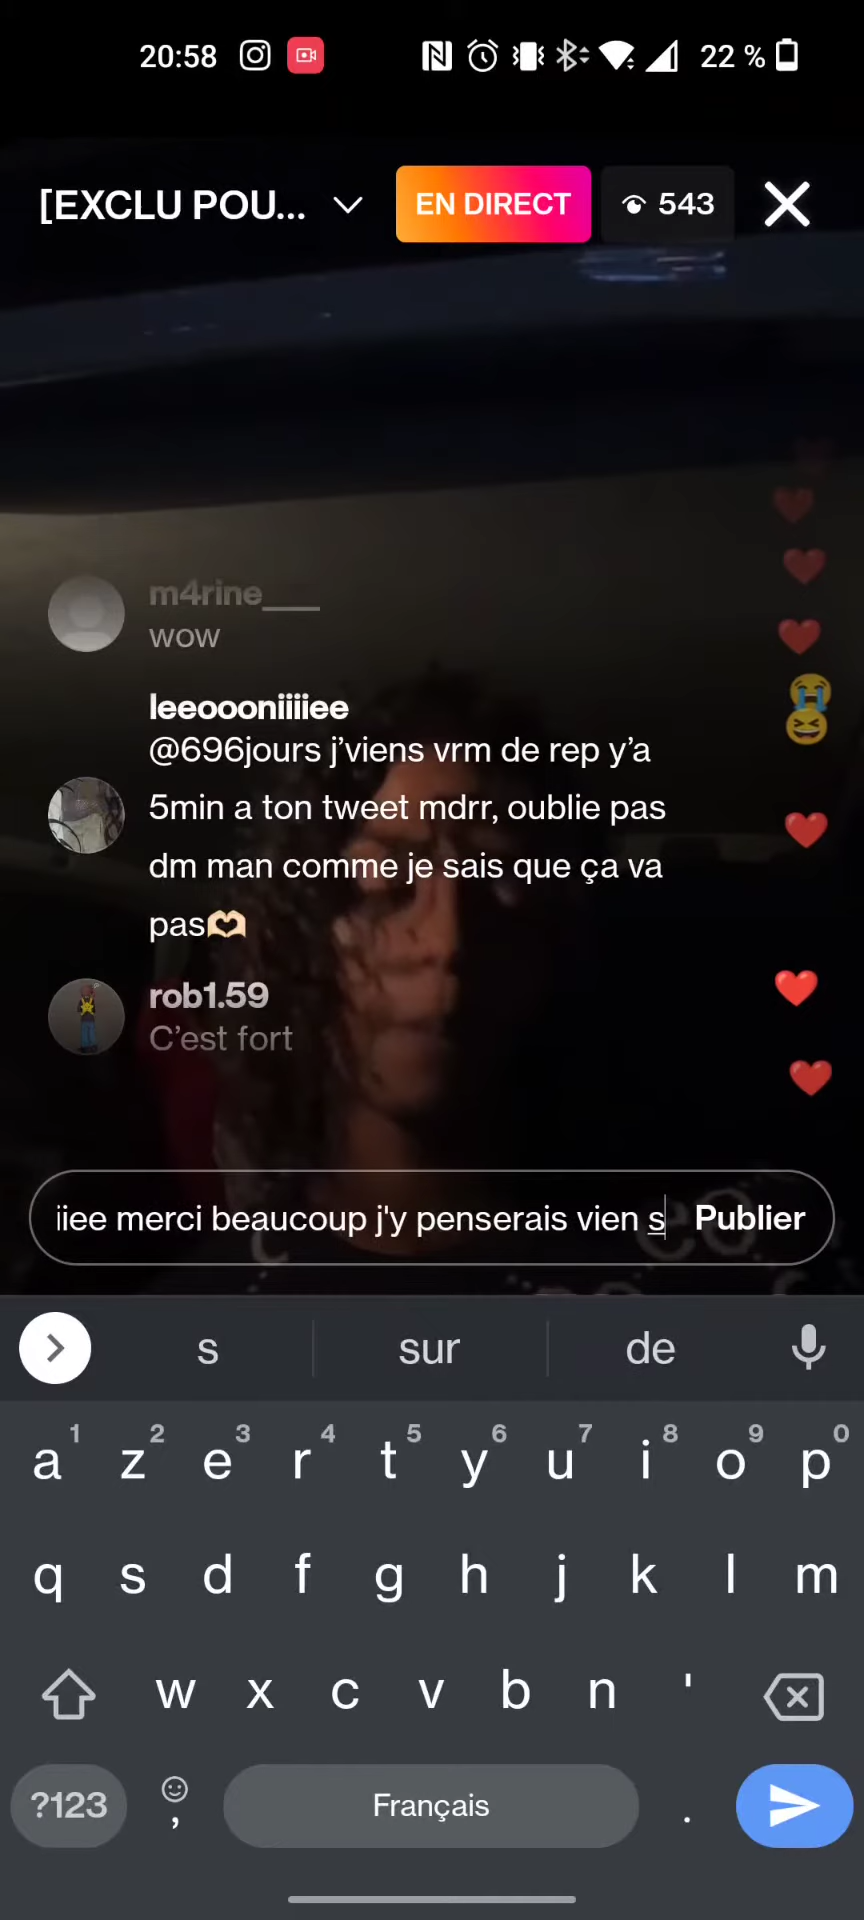 20:58 22 %
[EXCLU POU... EN DIRECT 543
m4rine____
wow
leeoooniiiiee
@696jours j’viens vrm de rep y’a
5min a ton tweet mdrr, oublie pas
dm man comme je sais que ça va
pas🫶🏻
rob1.59
C’est fort
iiee merci beaucoup j'y penserais vien s Publier
s sur de
1 2 3 4 5 6 7 8 9 0
a z e r t y u i o p
q s d f g h j k l m
w x c v b n '
?123 , Français .